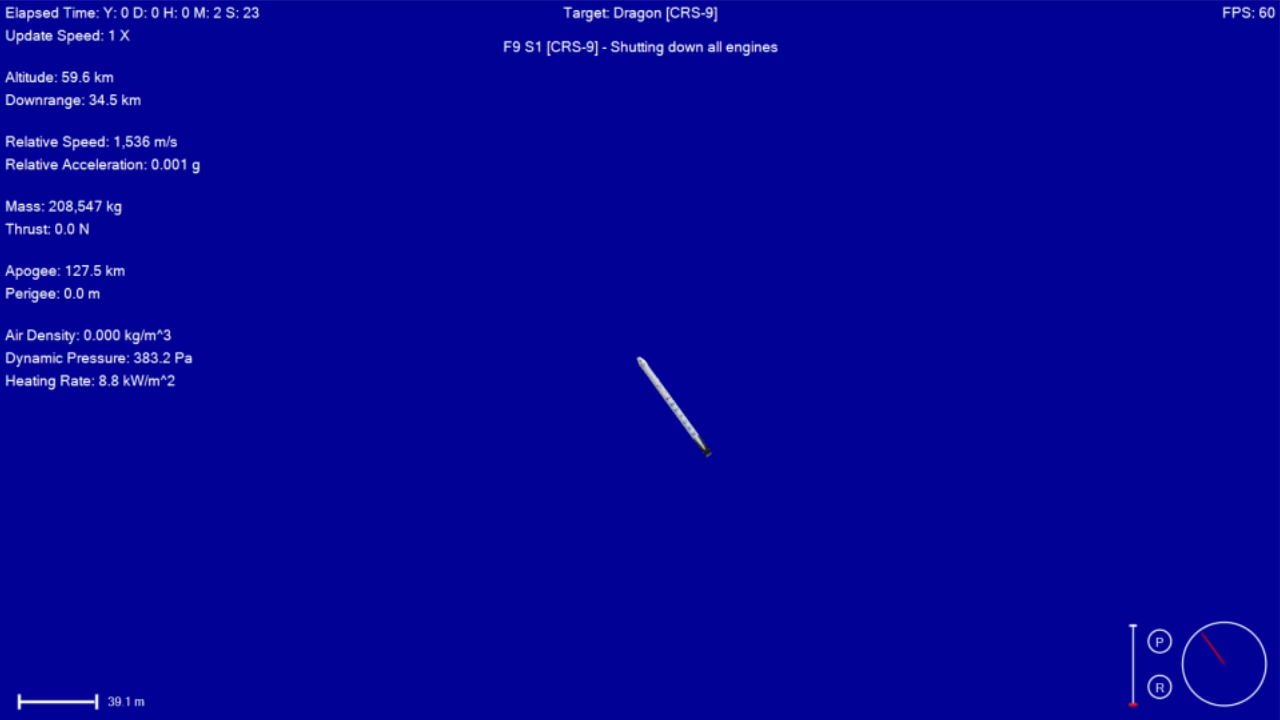 Elapsed Time: Y: 0 D: 0 H: 0 M: 2 S: 23
Target: Dragon [CRS-9]
FPS: 60
Update Speed: 1 X
F9 S1 [CRS-9] - Shutting down all engines
Altitude: 59.6 km
Downrange: 34.5 km
Relative Speed: 1,536 m/s
Relative Acceleration: 0.001 g
Mass: 208,547 kg
Thrust: 0.0 N
Apogee: 127.5 km
Perigee: 0.0 m
Air Density: 0.000 kg/m^3
Dynamic Pressure: 383.2 Pa
Heating Rate: 8.8 kW/m^2
P
R
39.1 m